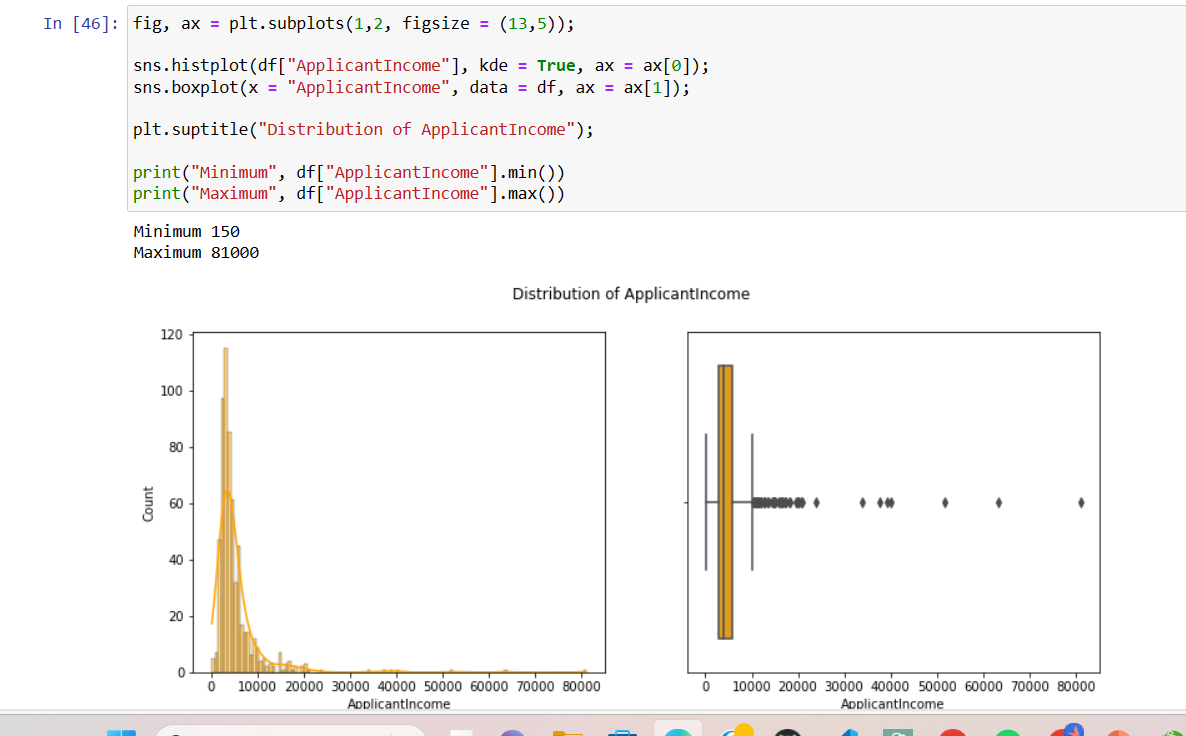 In [46]: fig, ax = plt.subplots(1,2, figsize = (13,5));
sns.histplot(df["ApplicantIncome"], kde = True, ax = ax[0]);
sns.boxplot(x = "ApplicantIncome", data = df, ax = ax[1]);
plt.suptitle("Distribution of ApplicantIncome");
print("Minimum", df["ApplicantIncome"].min())
print("Maximum", df["ApplicantIncome"].max())
Minimum 150
Maximum 81000
Distribution of ApplicantIncome
120
100
80
60
40
20
0
Count
0 10000 20000 30000 40000 50000 60000 70000 80000
ApplicantIncome
0 10000 20000 30000 40000 50000 60000 70000 80000
ApplicantIncome